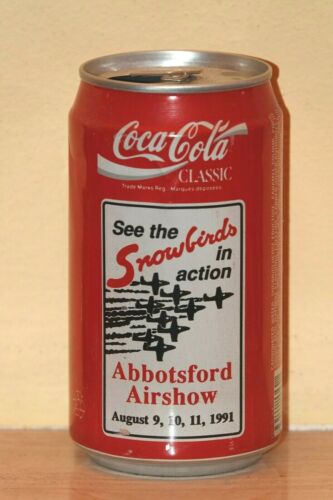 Coca-Cola
CLASSIC
Trade Marks Reg. Marques déposées
See the
Snowbirds
in
action
Abbotsford
Airshow
August 9, 10, 11, 1991